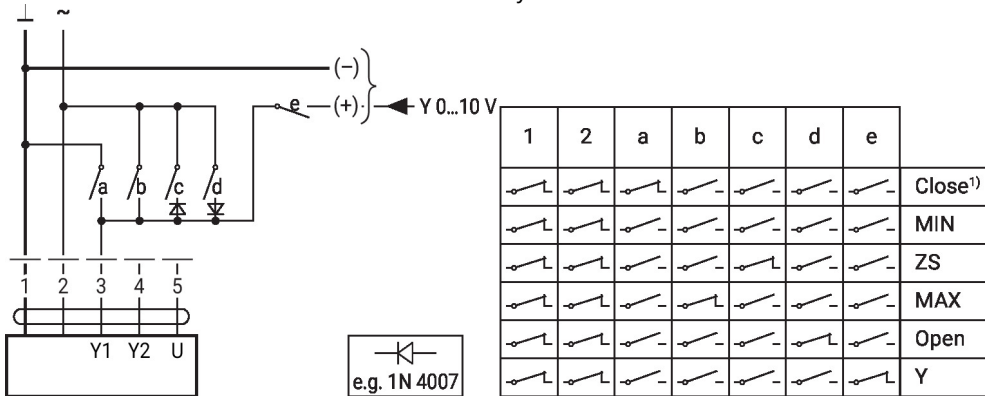 ⊥ ~
(–)
e (+) Y 0...10 V
a b c d
1 2 3 4 5
Y1 Y2 U
e.g. 1N 4007
1 2 a b c d e
Close1)
MIN
ZS
MAX
Open
Y